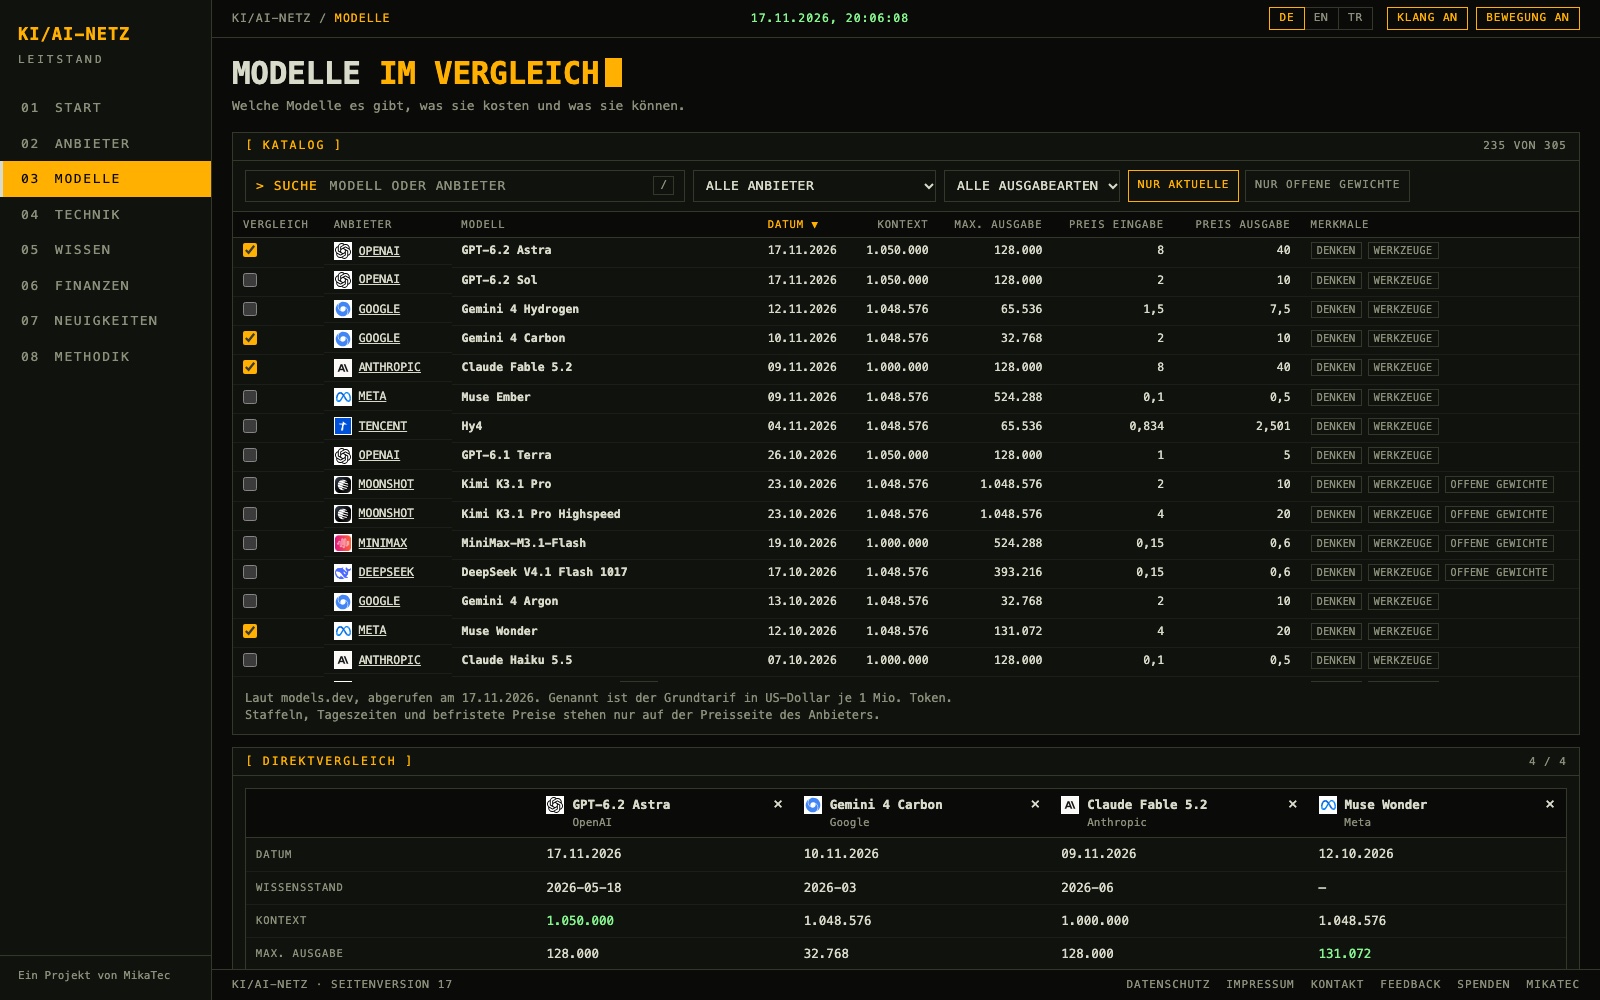 KI/AI-NETZ
LEITSTAND
01 START
02 ANBIETER
03 MODELLE
04 TECHNIK
05 WISSEN
06 FINANZEN
07 NEUIGKEITEN
08 METHODIK
Ein Projekt von MikaTec
KI/AI-NETZ / MODELLE 17.11.2026, 20:06:08 DE EN TR KLANG AN BEWEGUNG AN
MODELLE IM VERGLEICH
Welche Modelle es gibt, was sie kosten und was sie können.
[ KATALOG ] 235 VON 305
> SUCHE MODELL ODER ANBIETER / ALLE ANBIETER ALLE AUSGABEARTEN NUR AKTUELLE NUR OFFENE GEWICHTE
VERGLEICH ANBIETER MODELL DATUM ▼ KONTEXT MAX. AUSGABE PREIS EINGABE PREIS AUSGABE MERKMALE
OPENAI GPT-6.2 Astra 17.11.2026 1.050.000 128.000 8 40 DENKEN WERKZEUGE
OPENAI GPT-6.2 Sol 17.11.2026 1.050.000 128.000 2 10 DENKEN WERKZEUGE
GOOGLE Gemini 4 Hydrogen 12.11.2026 1.048.576 65.536 1,5 7,5 DENKEN WERKZEUGE
GOOGLE Gemini 4 Carbon 10.11.2026 1.048.576 32.768 2 10 DENKEN WERKZEUGE
ANTHROPIC Claude Fable 5.2 09.11.2026 1.000.000 128.000 8 40 DENKEN WERKZEUGE
META Muse Ember 09.11.2026 1.048.576 524.288 0,1 0,5 DENKEN WERKZEUGE
TENCENT Hy4 04.11.2026 1.048.576 65.536 0,834 2,501 DENKEN WERKZEUGE
OPENAI GPT-6.1 Terra 26.10.2026 1.050.000 128.000 1 5 DENKEN WERKZEUGE
MOONSHOT Kimi K3.1 Pro 23.10.2026 1.048.576 1.048.576 2 10 DENKEN WERKZEUGE OFFENE GEWICHTE
MOONSHOT Kimi K3.1 Pro Highspeed 23.10.2026 1.048.576 1.048.576 4 20 DENKEN WERKZEUGE OFFENE GEWICHTE
MINIMAX MiniMax-M3.1-Flash 19.10.2026 1.000.000 524.288 0,15 0,6 DENKEN WERKZEUGE OFFENE GEWICHTE
DEEPSEEK DeepSeek V4.1 Flash 1017 17.10.2026 1.048.576 393.216 0,15 0,6 DENKEN WERKZEUGE OFFENE GEWICHTE
GOOGLE Gemini 4 Argon 13.10.2026 1.048.576 32.768 2 10 DENKEN WERKZEUGE
META Muse Wonder 12.10.2026 1.048.576 131.072 4 20 DENKEN WERKZEUGE
ANTHROPIC Claude Haiku 5.5 07.10.2026 1.000.000 128.000 0,1 0,5 DENKEN WERKZEUGE
Laut models.dev, abgerufen am 17.11.2026. Genannt ist der Grundtarif in US-Dollar je 1 Mio. Token.
Staffeln, Tageszeiten und befristete Preise stehen nur auf der Preisseite des Anbieters.
[ DIREKTVERGLEICH ] 4 / 4
GPT-6.2 Astra × Gemini 4 Carbon × Claude Fable 5.2 × Muse Wonder ×
OpenAI Google Anthropic Meta
DATUM 17.11.2026 10.11.2026 09.11.2026 12.10.2026
WISSENSSTAND 2026-05-18 2026-03 2026-06 –
KONTEXT 1.050.000 1.048.576 1.000.000 1.048.576
MAX. AUSGABE 128.000 32.768 128.000 131.072
KI/AI-NETZ · SEITENVERSION 17 DATENSCHUTZ IMPRESSUM KONTAKT FEEDBACK SPENDEN MIKATEC